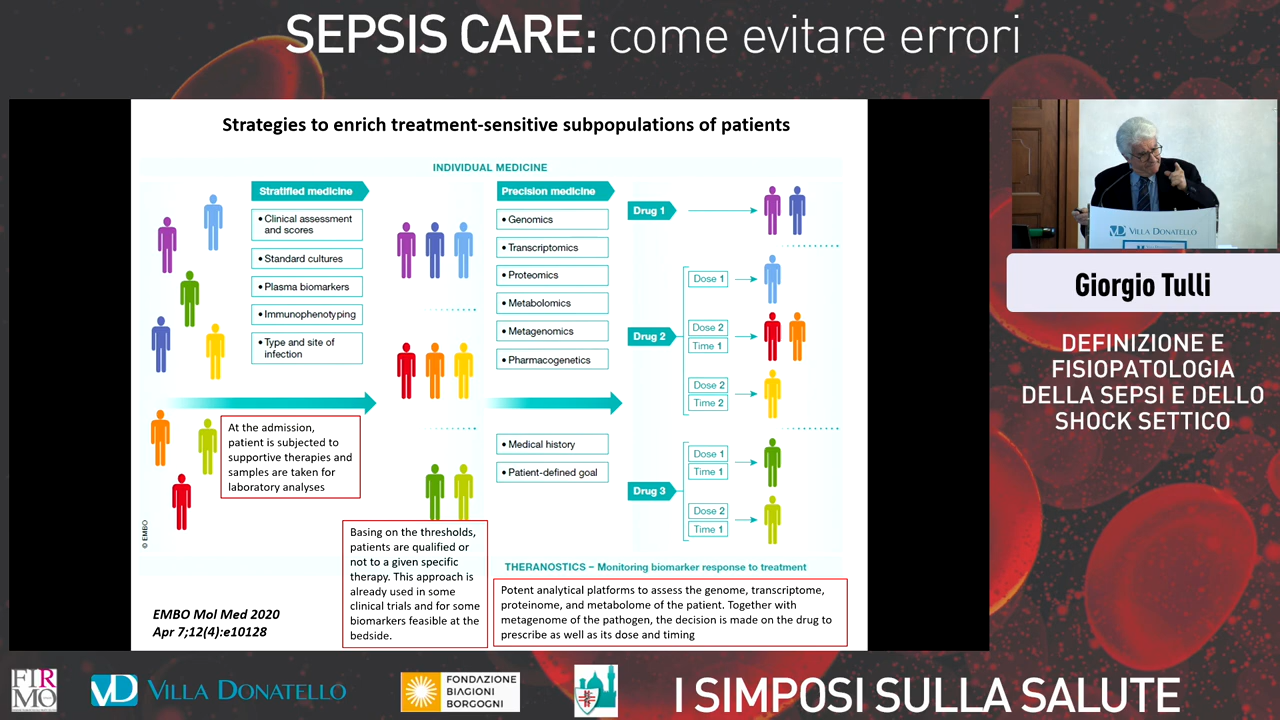 SEPSIS CARE: come evitare errori
Strategies to enrich treatment-sensitive subpopulations of patients
INDIVIDUAL MEDICINE
Stratified medicine
• Clinical assessment
and scores
• Standard cultures
• Plasma biomarkers
• Immunophenotyping
• Type and site of
infection
At the admission,
patient is subjected to
supportive therapies and
samples are taken for
laboratory analyses
Basing on the thresholds,
patients are qualified or
not to a given specific
therapy. This approach is
already used in some
clinical trials and for some
biomarkers feasible at the
bedside.
Precision medicine
• Genomics
• Transcriptomics
• Proteomics
• Metabolomics
• Metagenomics
• Pharmacogenetics
• Medical history
• Patient-defined goal
Drug 1
Drug 2
Dose 1
Dose 2
Time 1
Dose 2
Time 2
Drug 3
Dose 1
Time 1
Dose 2
Time 1
THERANOSTICS – Monitoring biomarker response to treatment
Potent analytical platforms to assess the genome, transcriptome,
proteinome, and metabolome of the patient. Together with
metagenome of the pathogen, the decision is made on the drug to
prescribe as well as its dose and timing
© EMBO
EMBO Mol Med 2020
Apr 7;12(4):e10128
VD VILLA DONATELLO
Giorgio Tulli
DEFINIZIONE E
FISIOPATOLOGIA
DELLA SEPSI E DELLO
SHOCK SETTICO
FIR
MO
VD VILLA DONATELLO
FONDAZIONE
BIAGIONI
BORGOGNI
I SIMPOSI SULLA SALUTE